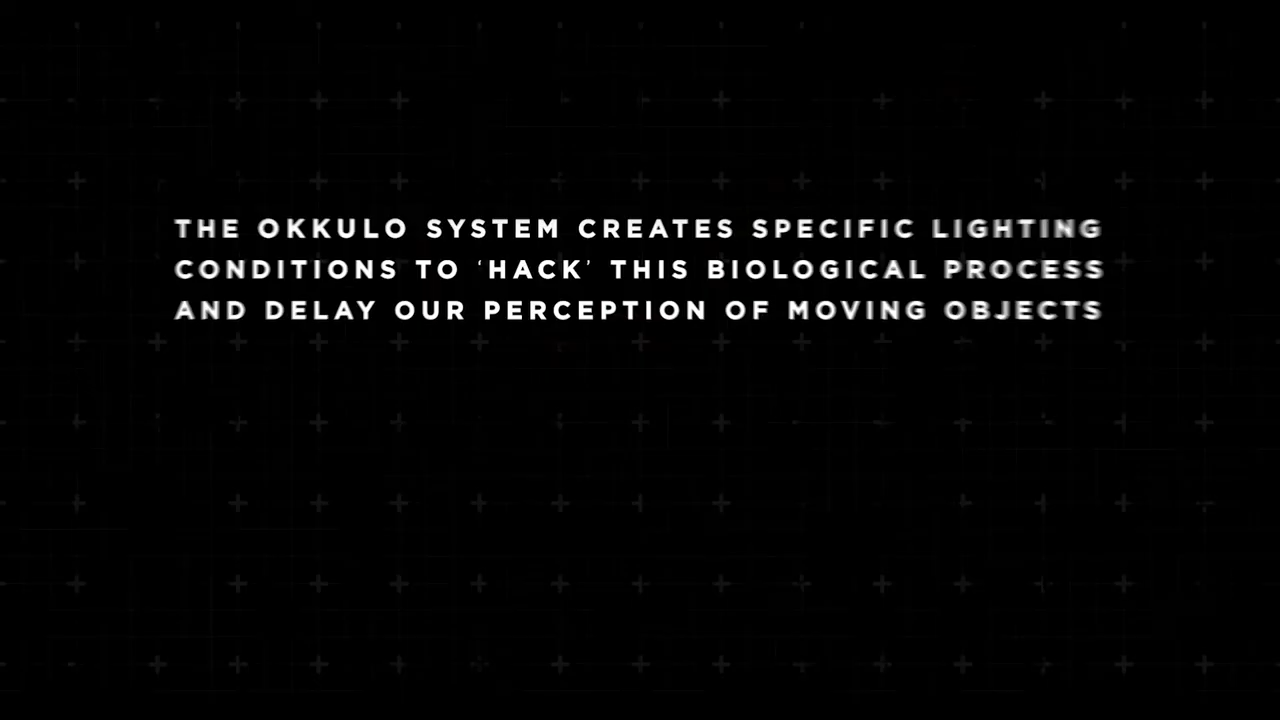 THE OKKULO SYSTEM CREATES SPECIFIC LIGHTING
CONDITIONS TO ‘HACK’ THIS BIOLOGICAL PROCESS
AND DELAY OUR PERCEPTION OF MOVING OBJECTS